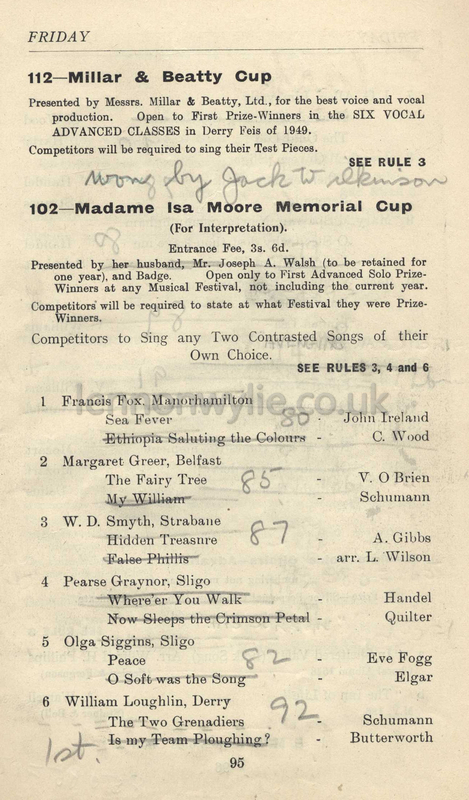 FRIDAY
112—Millar & Beatty Cup
Presented by Messrs. Millar & Beatty, Ltd., for the best voice and vocal
production. Open to First Prize-Winners in the SIX VOCAL
ADVANCED CLASSES in Derry Feis of 1949.
Competitors will be required to sing their Test Pieces.
SEE RULE 3
Wong by Jack Wilkinson
102—Madame Isa Moore Memorial Cup
(For Interpretation).
Entrance Fee, 3s. 6d.
Presented by her husband, Mr. Joseph A. Walsh (to be retained for
one year), and Badge. Open only to First Advanced Solo Prize-
Winners at any Musical Festival, not including the current year.
Competitors will be required to state at what Festival they were Prize-
Winners.
Competitors to Sing any Two Contrasted Songs of their
Own Choice.
SEE RULES 3, 4 and 6
lennonwylie.co.uk
1 Francis Fox, Manorhamilton
Sea Fever 80 - John Ireland
Ethiopia Saluting the Colours - C. Wood
2 Margaret Greer, Belfast
The Fairy Tree 85 - V. O Brien
My William - Schumann
3 W. D. Smyth, Strabane
Hidden Treasure 87 - A. Gibbs
False Phillis - arr. L. Wilson
4 Pearse Graynor, Sligo
Where'er You Walk - Handel
Now Sleeps the Crimson Petal - Quilter
5 Olga Siggins, Sligo
Peace 82 - Eve Fogg
O Soft was the Song - Elgar
6 William Loughlin, Derry
The Two Grenadiers 92 - Schumann
Is my Team Ploughing? - Butterworth
1st.
95